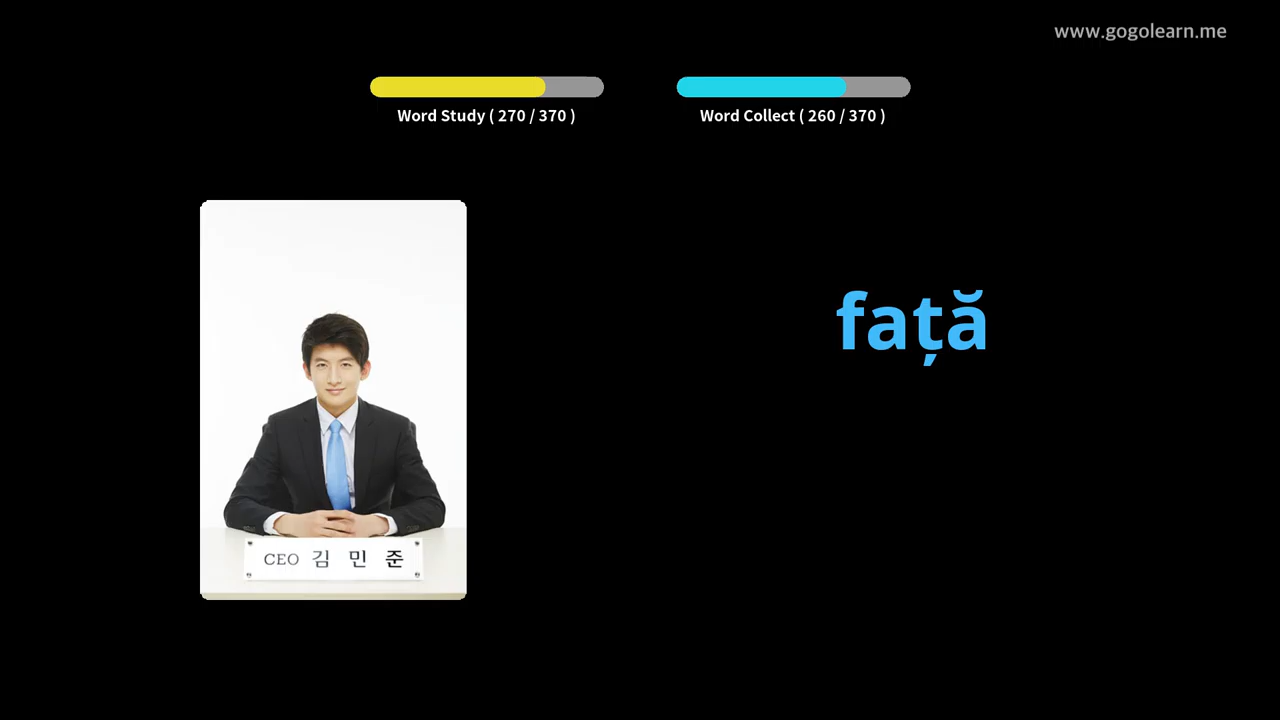 www.gogolearn.me
Word Study ( 270 / 370 )
Word Collect ( 260 / 370 )
față
CEO 김 민 준